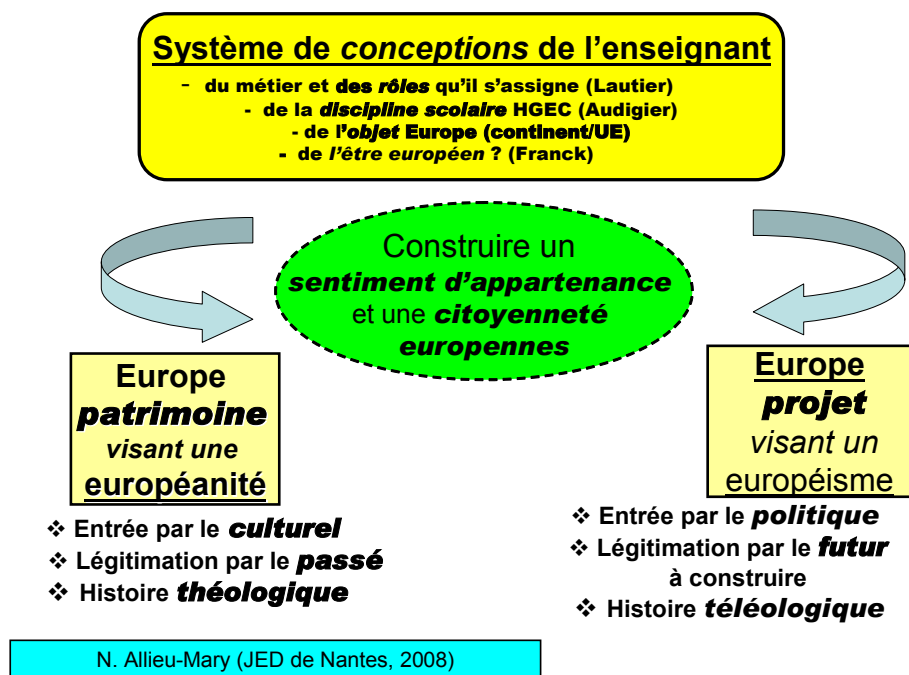 Système de conceptions de l'enseignant
- du métier et des rôles qu'il s'assigne (Lautier)
- de la discipline scolaire HGEC (Audigier)
- de l'objet Europe (continent/UE)
- de l'être européen ? (Franck)
Construire un
sentiment d'appartenance
et une citoyenneté
europennes
Europe
patrimoine
visant une
européanité
❖ Entrée par le culturel
❖ Légitimation par le passé
❖ Histoire théologique
Europe
projet
visant un
européisme
❖ Entrée par le politique
❖ Légitimation par le futur
à construire
❖ Histoire téléologique
N. Allieu-Mary (JED de Nantes, 2008)